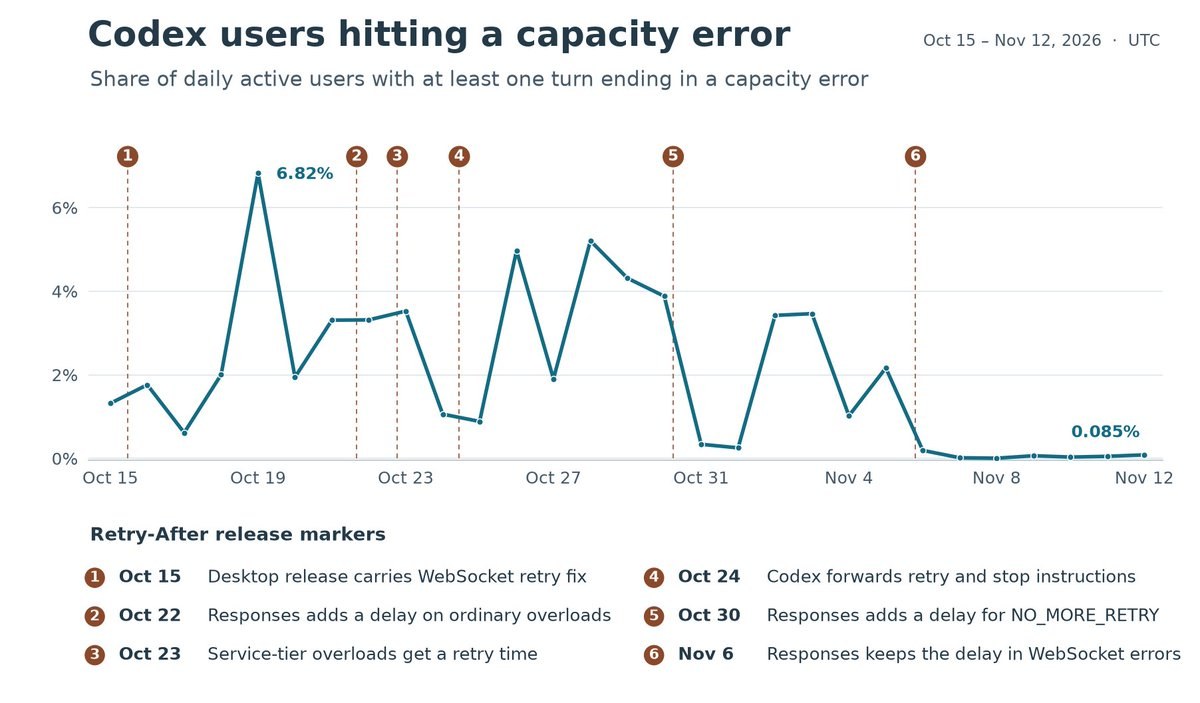 Codex users hitting a capacity error
Oct 15 – Nov 12, 2026 · UTC
Share of daily active users with at least one turn ending in a capacity error
1 2 3 4 5 6
6.82%
6%
4%
2%
0.085%
0%
Oct 15 Oct 19 Oct 23 Oct 27 Oct 31 Nov 4 Nov 8 Nov 12
Retry-After release markers
1 Oct 15 Desktop release carries WebSocket retry fix
2 Oct 22 Responses adds a delay on ordinary overloads
3 Oct 23 Service-tier overloads get a retry time
4 Oct 24 Codex forwards retry and stop instructions
5 Oct 30 Responses adds a delay for NO_MORE_RETRY
6 Nov 6 Responses keeps the delay in WebSocket errors